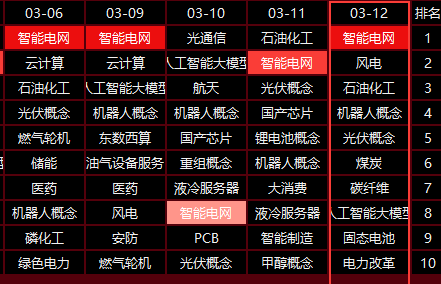 03-06 03-09 03-10 03-11 03-12 排名
智能电网 智能电网 光通信 石油化工 智能电网 1
云计算 云计算 人工智能大模型 智能电网 风电 2
石油化工 人工智能大模型 航天 光伏概念 石油化工 3
光伏概念 机器人概念 机器人概念 国产芯片 机器人概念 4
燃气轮机 东数西算 国产芯片 锂电池概念 光伏概念 5
储能 油气设备服务 重组概念 机器人概念 煤炭 6
医药 医药 液冷服务器 大消费 碳纤维 7
机器人概念 风电 智能电网 液冷服务器 人工智能大模型 8
磷化工 安防 PCB 智能制造 固态电池 9
绿色电力 燃气轮机 光伏概念 甲醇概念 电力改革 10